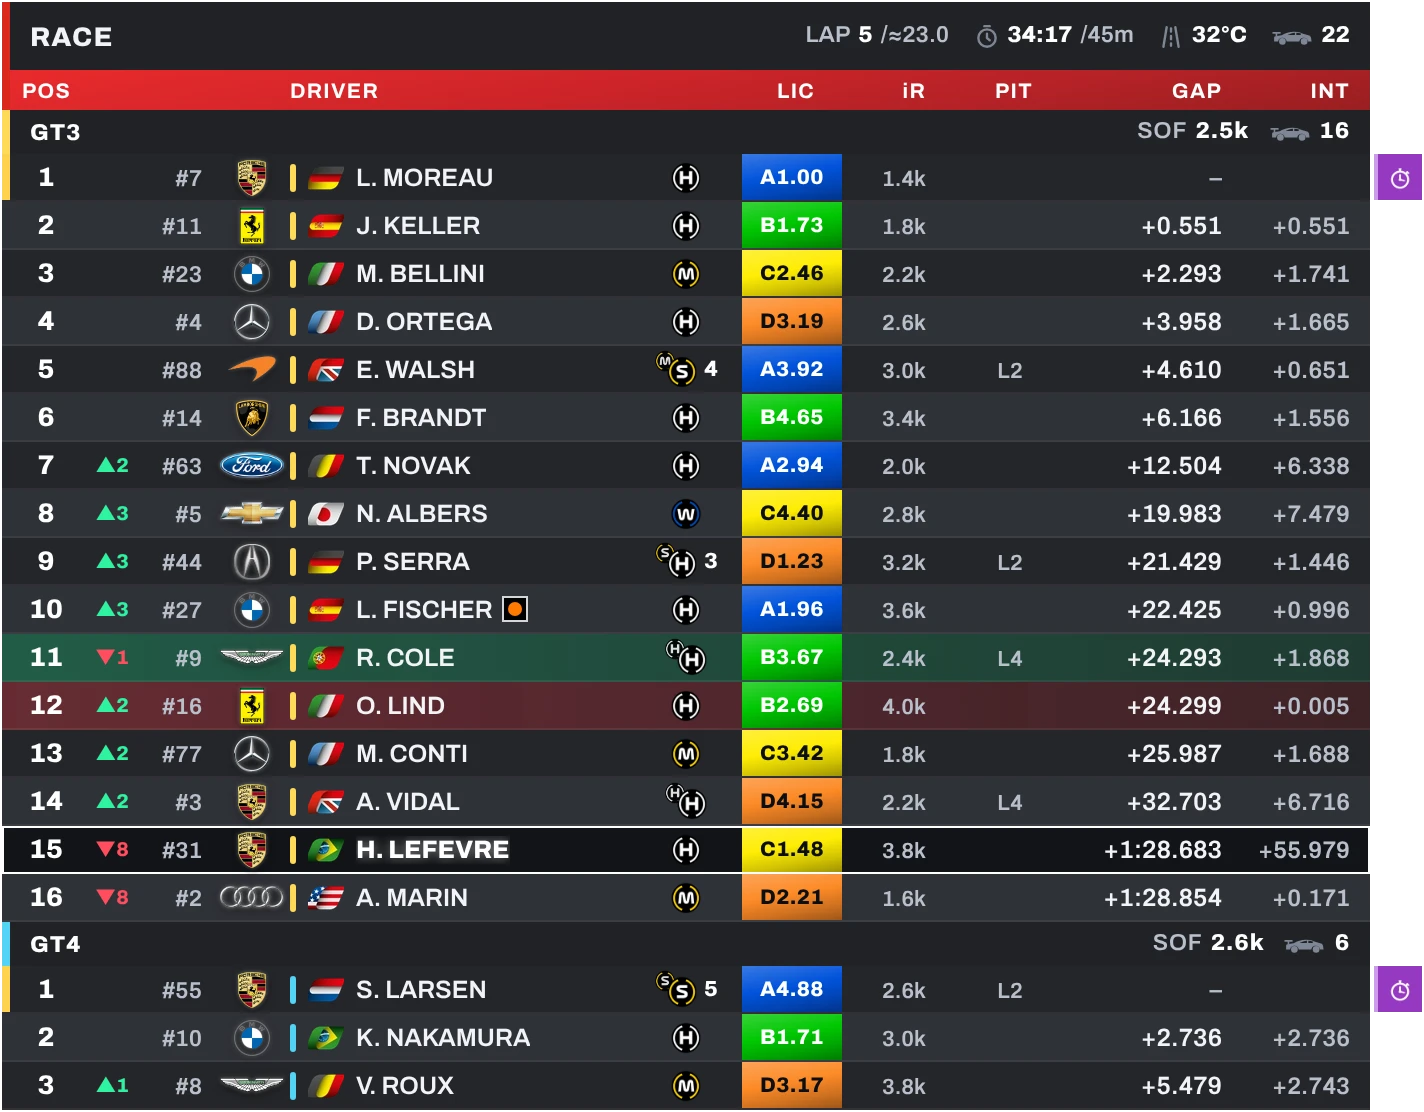 RACE LAP 5 /≈23.0 34:17 /45m 32°C 22
POS DRIVER LIC iR PIT GAP INT
GT3 SOF 2.5k 16
1 #7 L. MOREAU H A1.00 1.4k –
2 #11 J. KELLER H B1.73 1.8k +0.551 +0.551
3 #23 M. BELLINI M C2.46 2.2k +2.293 +1.741
4 #4 D. ORTEGA H D3.19 2.6k +3.958 +1.665
5 #88 E. WALSH M S 4 A3.92 3.0k L2 +4.610 +0.651
6 #14 F. BRANDT H B4.65 3.4k +6.166 +1.556
7 ▲2 #63 Ford T. NOVAK H A2.94 2.0k +12.504 +6.338
8 ▲3 #5 N. ALBERS W C4.40 2.8k +19.983 +7.479
9 ▲3 #44 P. SERRA S H 3 D1.23 3.2k L2 +21.429 +1.446
10 ▲3 #27 L. FISCHER H A1.96 3.6k +22.425 +0.996
11 ▼1 #9 R. COLE H H B3.67 2.4k L4 +24.293 +1.868
12 ▲2 #16 O. LIND H B2.69 4.0k +24.299 +0.005
13 ▲2 #77 M. CONTI M C3.42 1.8k +25.987 +1.688
14 ▲2 #3 A. VIDAL H H D4.15 2.2k L4 +32.703 +6.716
15 ▼8 #31 H. LEFEVRE H C1.48 3.8k +1:28.683 +55.979
16 ▼8 #2 A. MARIN M D2.21 1.6k +1:28.854 +0.171
GT4 SOF 2.6k 6
1 #55 S. LARSEN S S 5 A4.88 2.6k L2 –
2 #10 K. NAKAMURA H B1.71 3.0k +2.736 +2.736
3 ▲1 #8 V. ROUX M D3.17 3.8k +5.479 +2.743